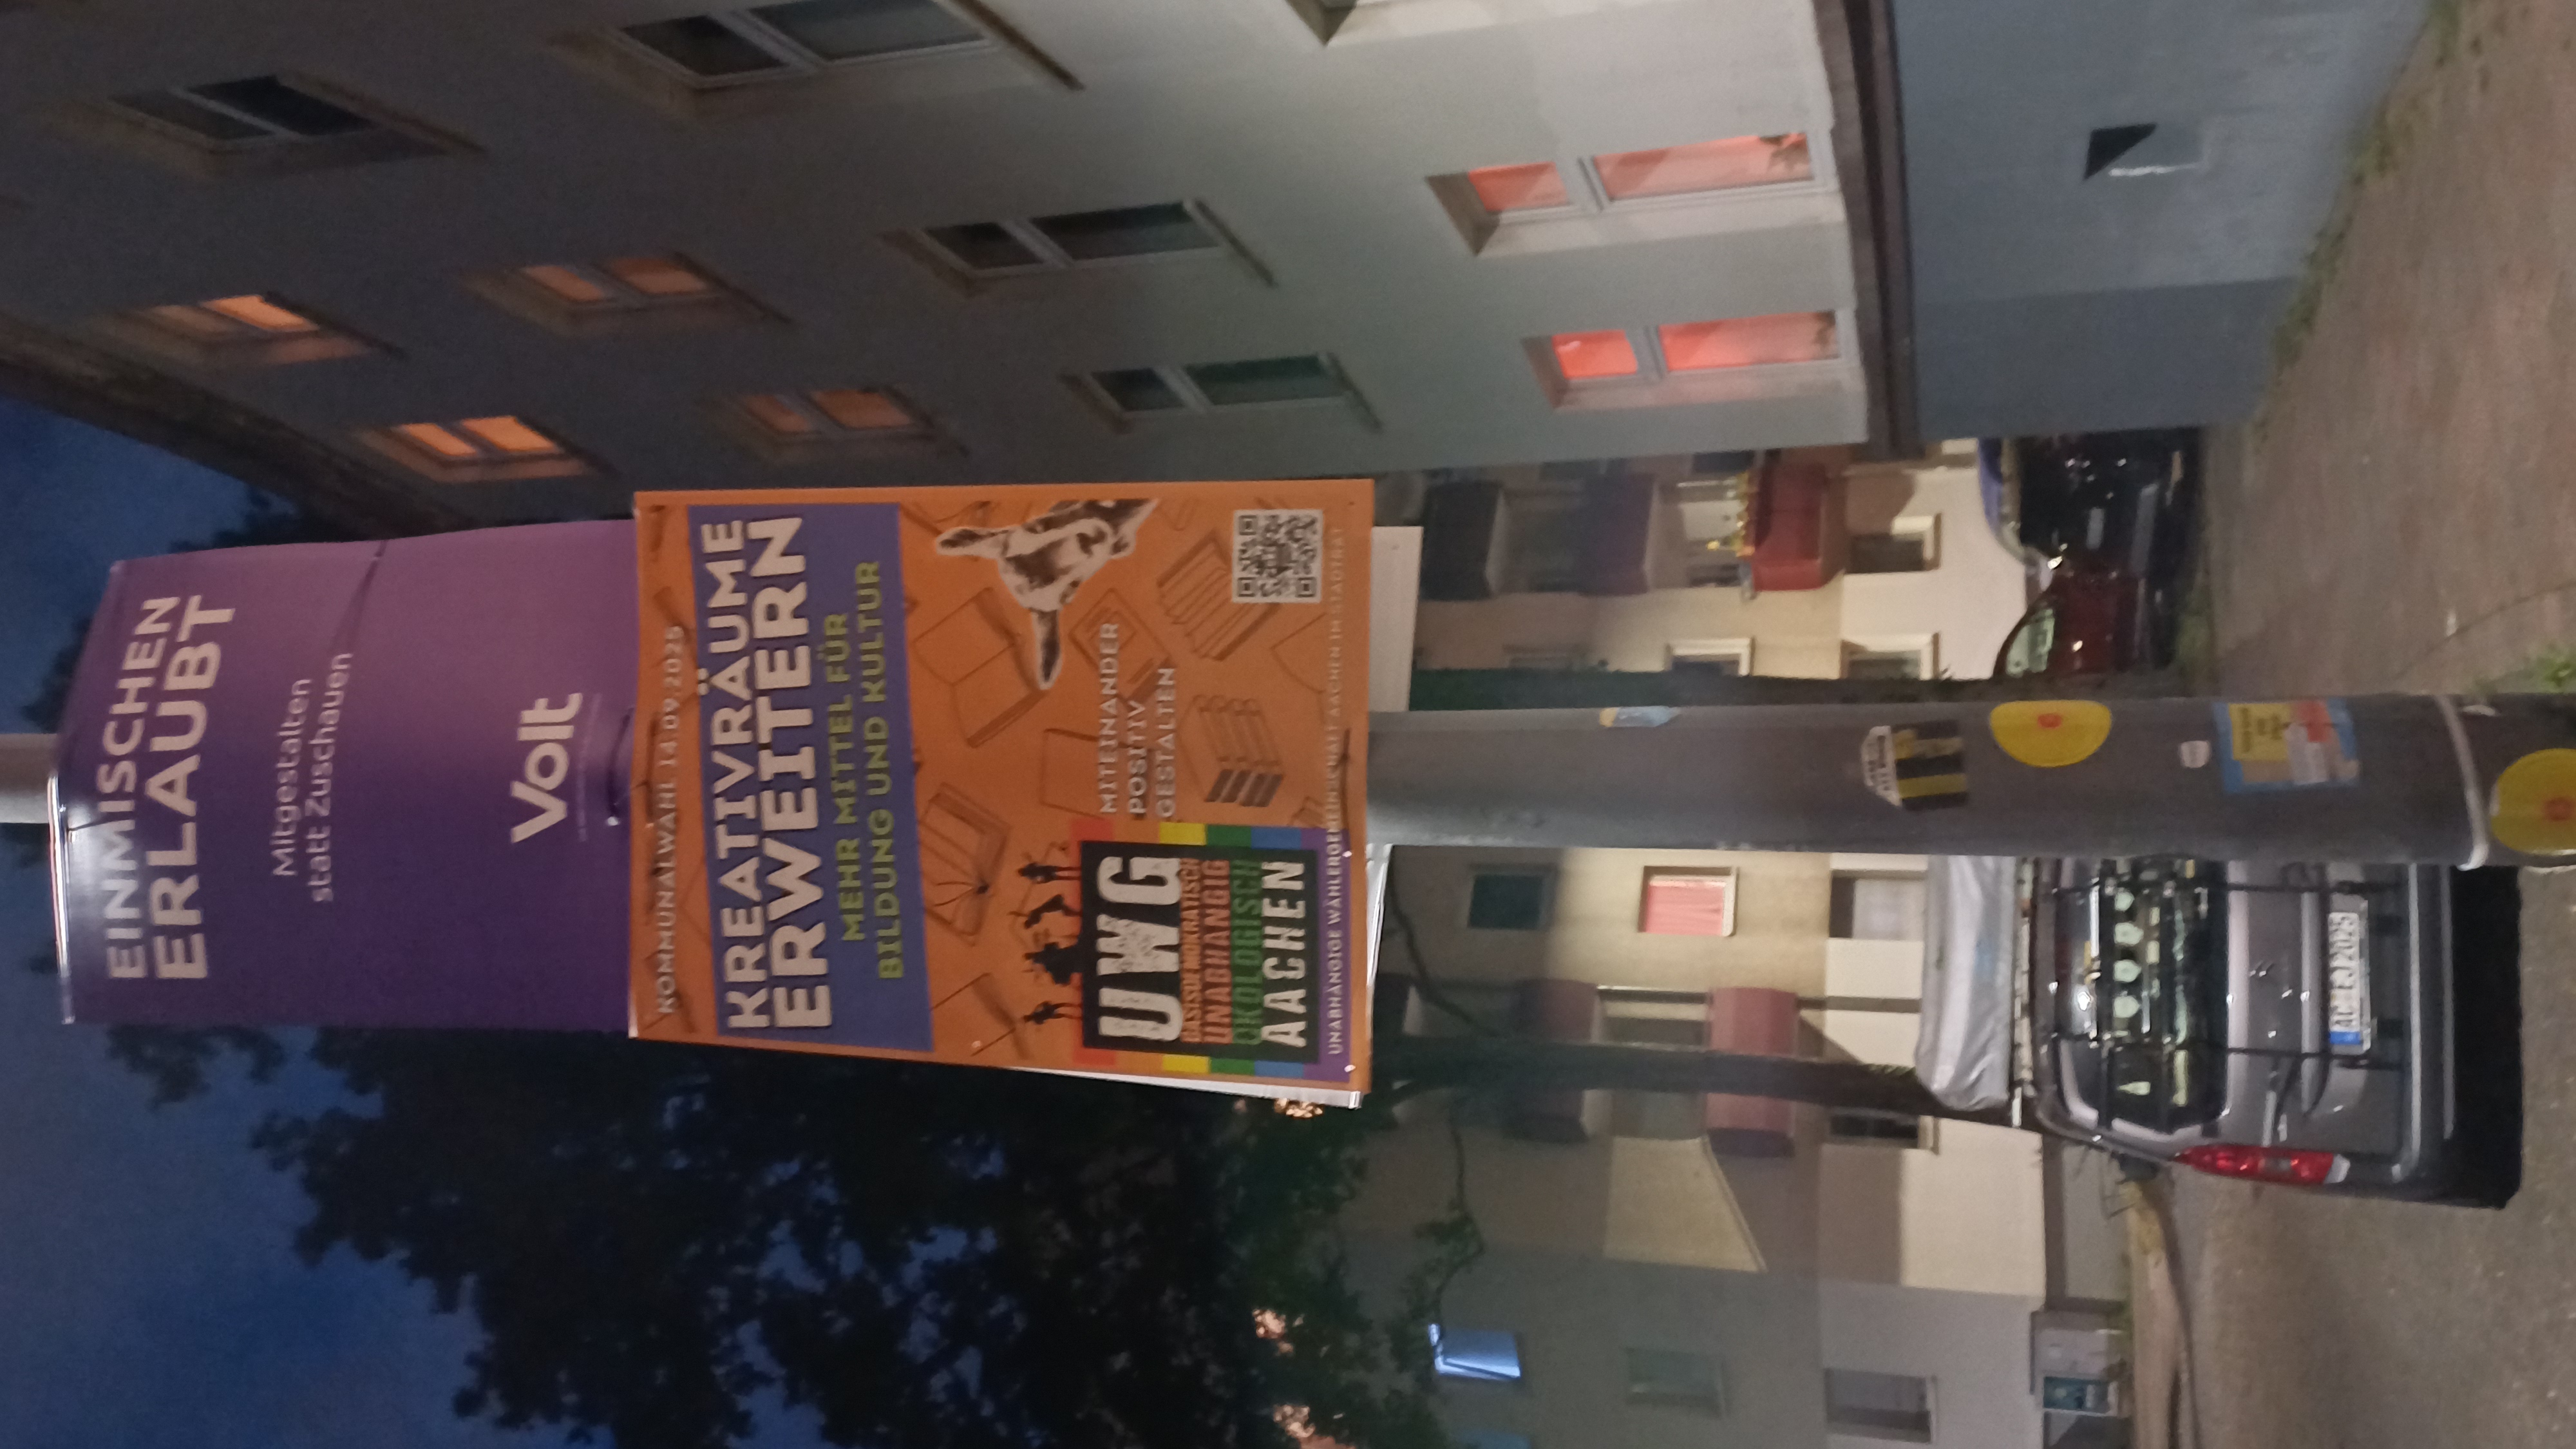 EINMISCHEN
ERLAUBT
Mitgestalten
statt Zuschauen
Volt
KOMMUNALWAHL 14.09.2025
KREATIVRÄUME
ERWEITERN
MEHR MITTEL FÜR
BILDUNG UND KULTUR
UWG
BASISDEMOKRATISCH
UNABHÄNGIG
ÖKOLOGISCH
AACHEN
MITEINANDER
POSITIV
GESTALTEN
UNABHÄNGIGE WÄHLERGEMEINSCHAFT AACHEN IM STADTRAT
AC EJ 2025